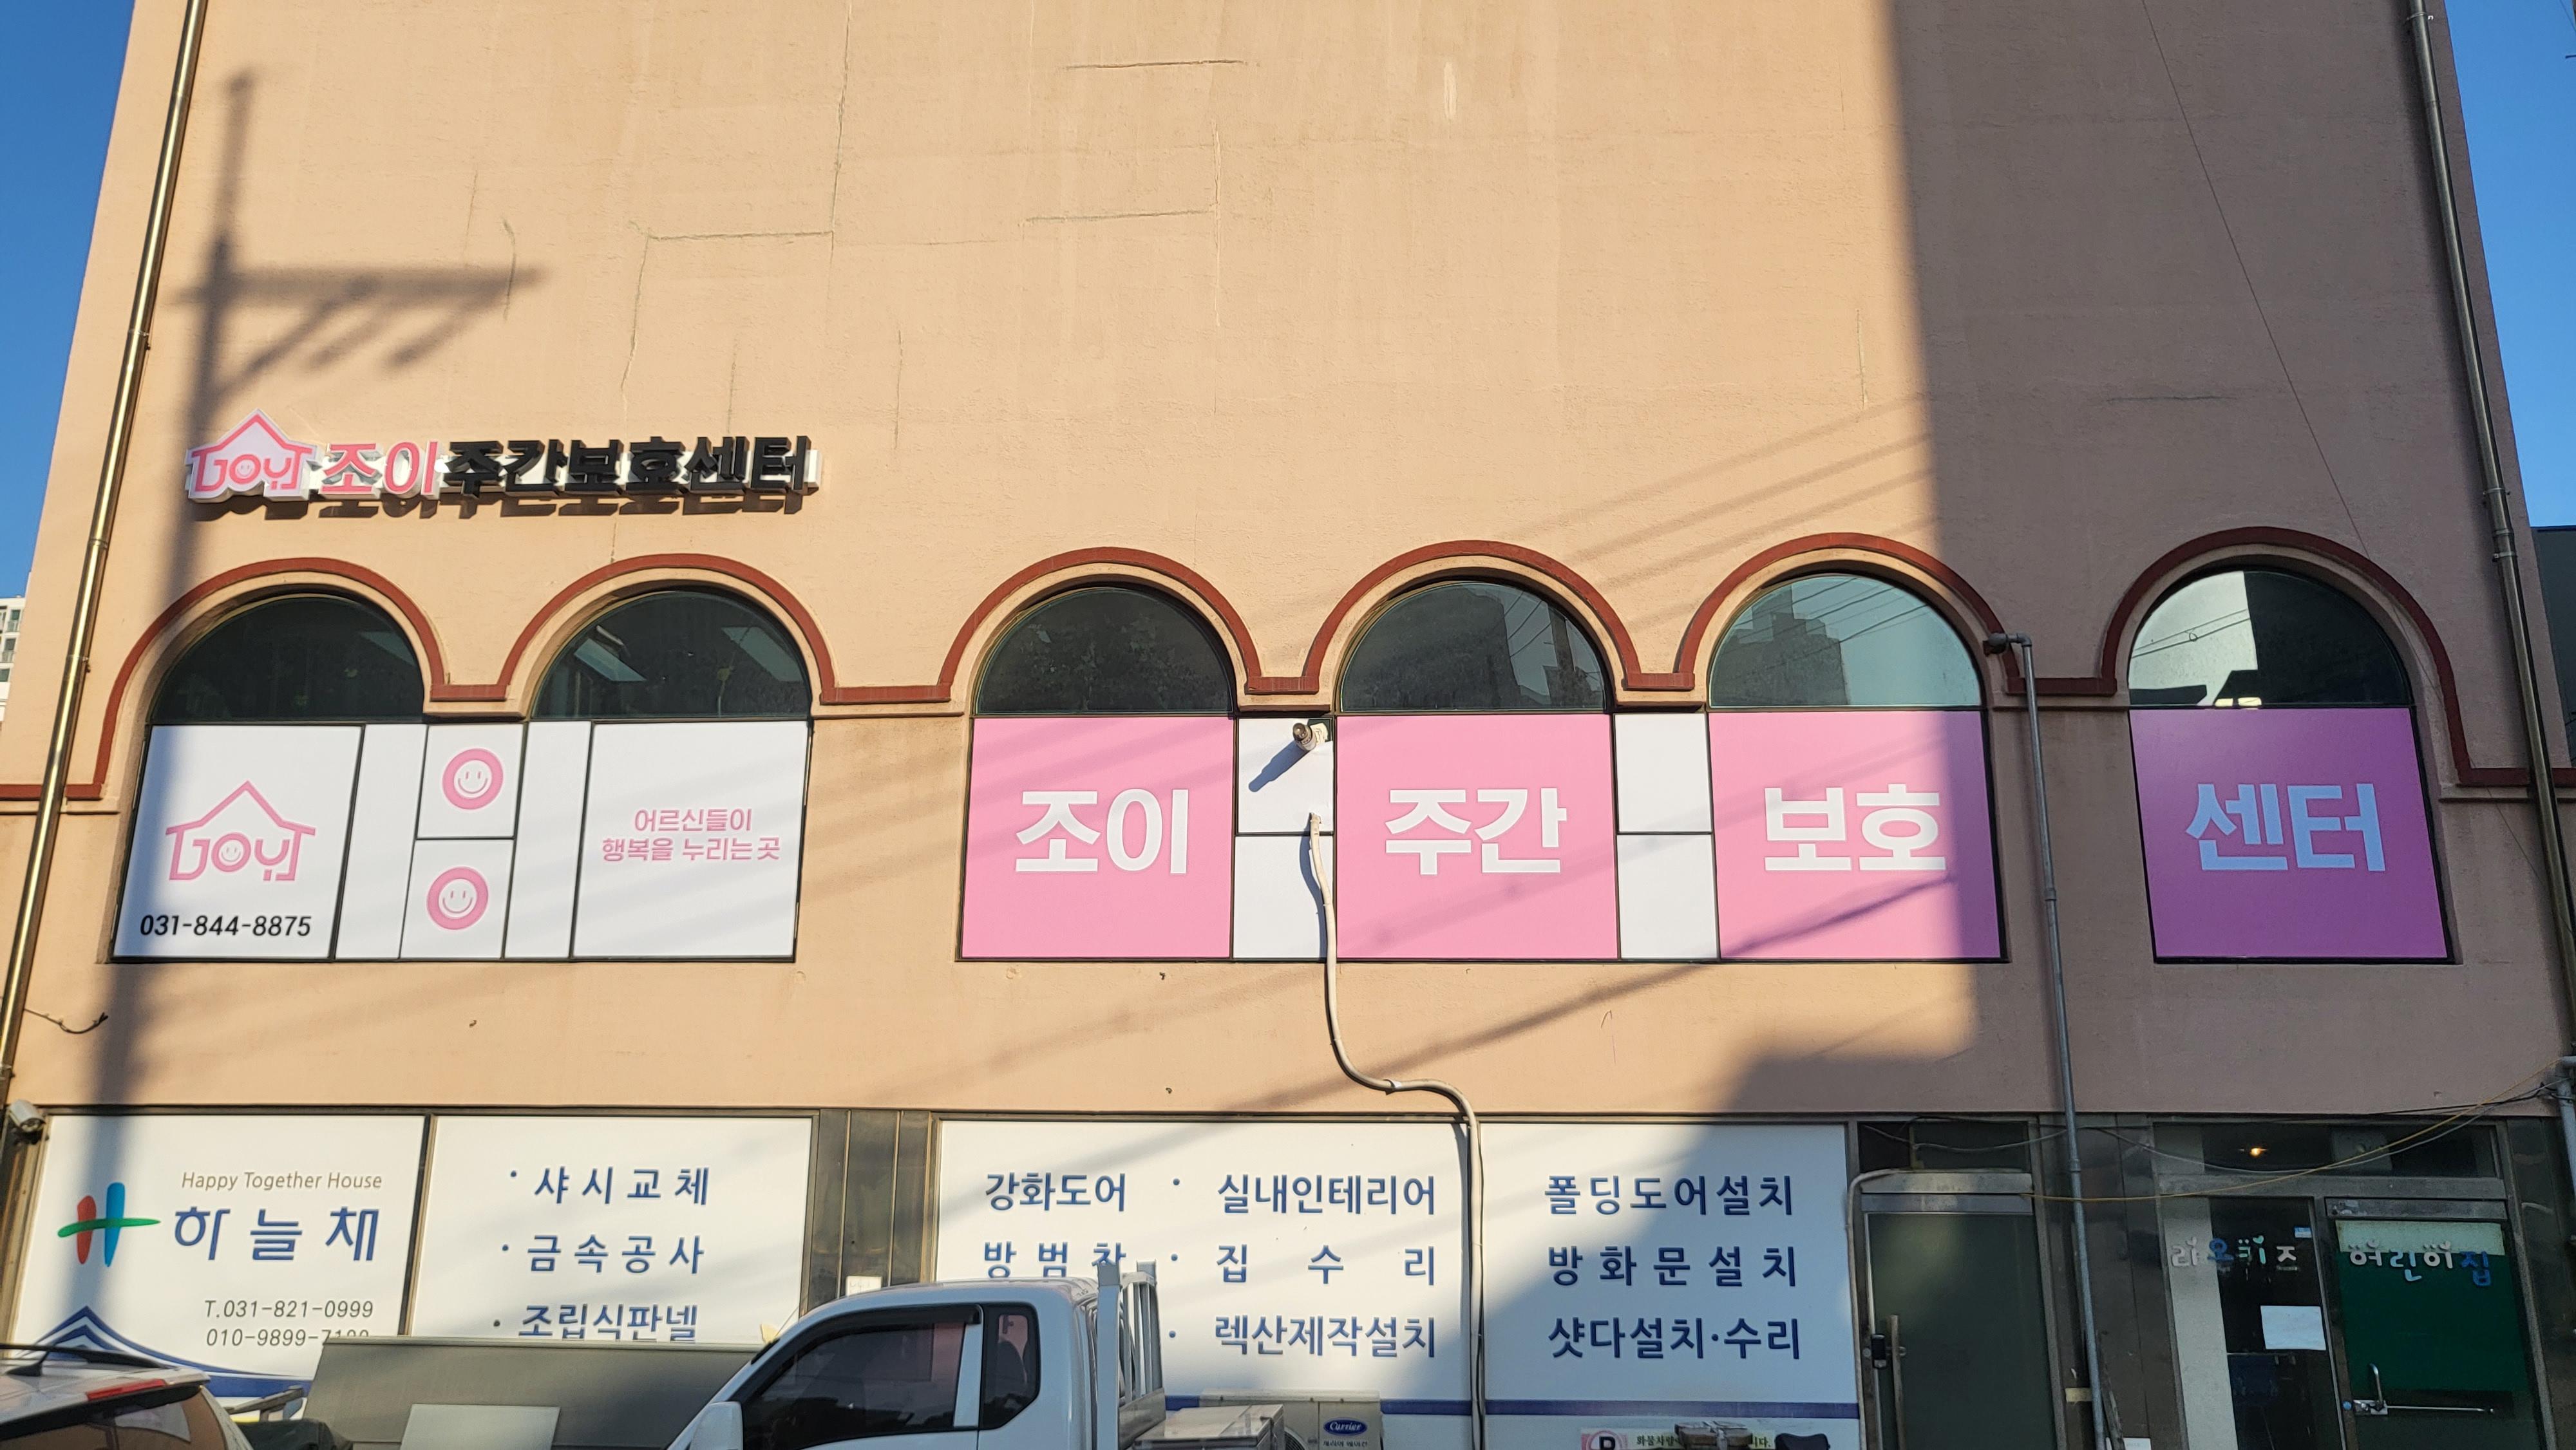 JOY 조이주간보호센터
JOY
031-844-8875
어르신들이
행복을 누리는 곳
조이 주간 보호 센터
Happy Together House
하늘채
T.031-821-0999
· 샤시교체
· 금속공사
· 조립식판넬
강화도어 · 실내인테리어
방범창 · 집수리
· 렉산제작설치
폴딩도어설치
방화문설치
샷다설치·수리
라오키즈 어린이집
Carrier
P